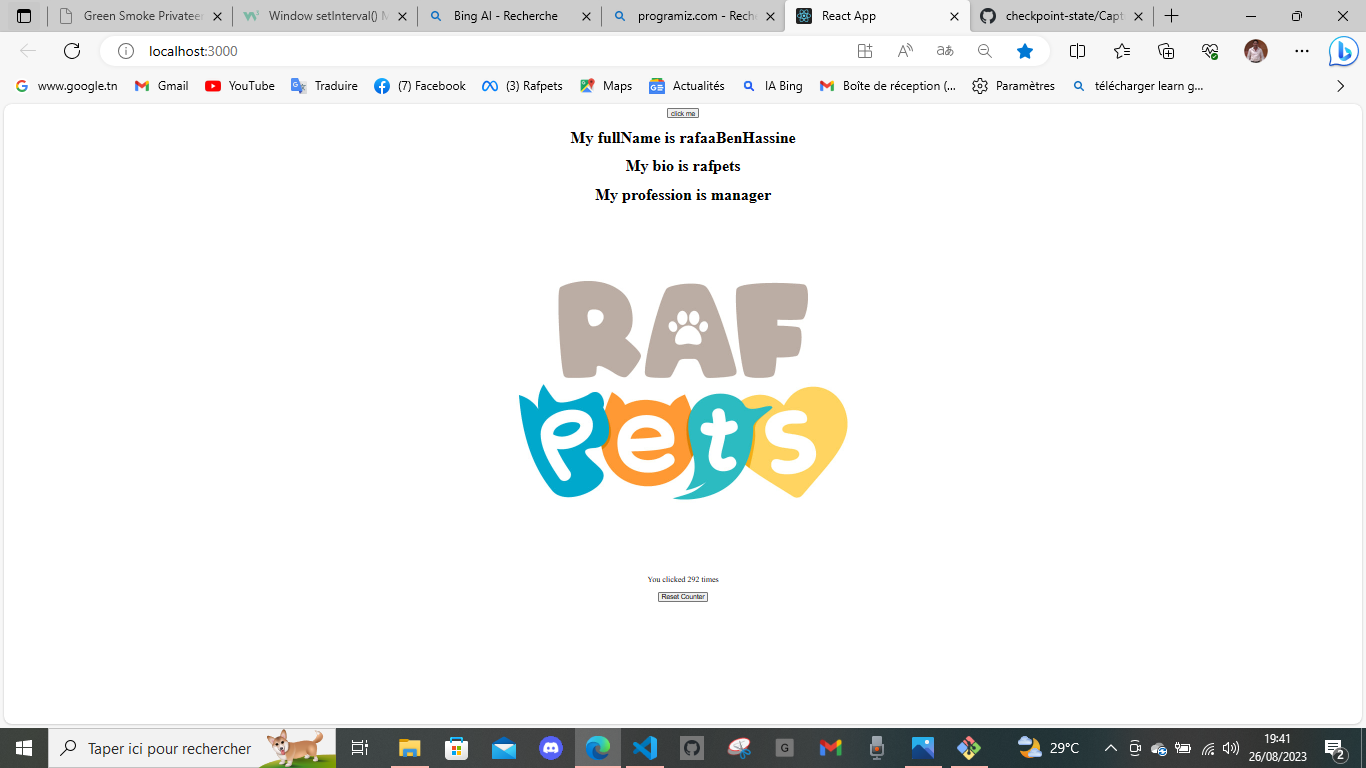 Green Smoke Privateer
Window setInterval() M
Bing AI - Recherche
programiz.com - Reche
React App
checkpoint-state/Capt
localhost:3000
www.google.tn
Gmail
YouTube
Traduire
(7) Facebook
(3) Rafpets
Maps
Actualités
IA Bing
Boîte de réception (...
Paramètres
télécharger learn g...
click me
My fullName is rafaaBenHassine
My bio is rafpets
My profession is manager
RAF
Pets
You clicked 292 times
Reset Counter
Taper ici pour rechercher
G
29°C
19:41
26/08/2023
2